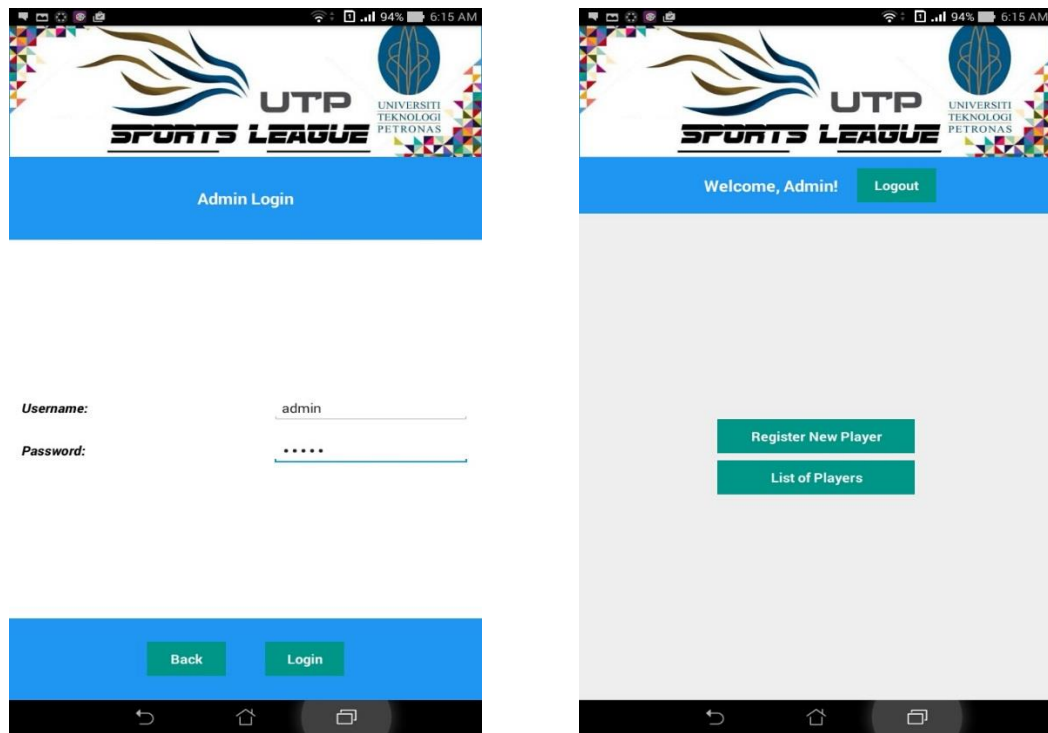 94% 6:15 AM
UTP
SPORTS LEAGUE
UNIVERSITI
TEKNOLOGI
PETRONAS
Admin Login
Username: admin
Password: •••••
Back Login
94% 6:15 AM
UTP
SPORTS LEAGUE
UNIVERSITI
TEKNOLOGI
PETRONAS
Welcome, Admin! Logout
Register New Player
List of Players